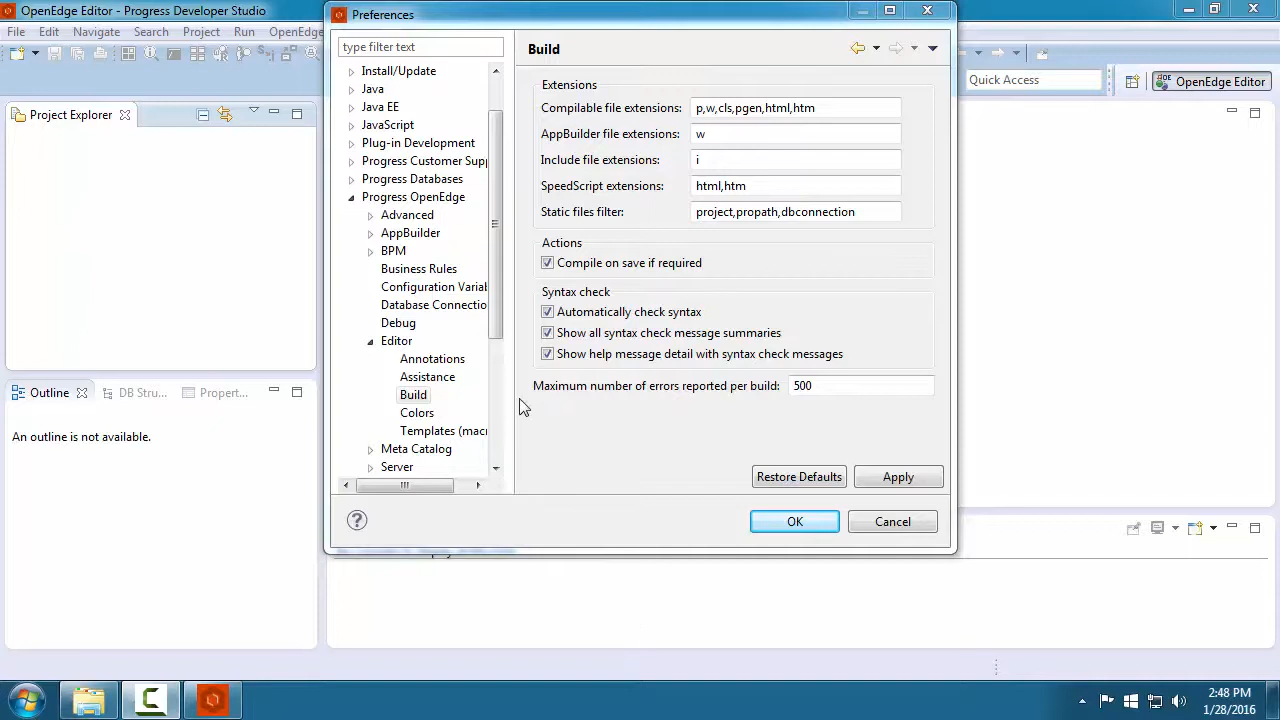 OpenEdge Editor - Progress Developer Studio
File Edit Navigate Search Project Run OpenEdge
Quick Access
OpenEdge Editor
Project Explorer
Outline DB Stru... Propert...
An outline is not available.
Preferences
type filter text
Install/Update
Java
Java EE
JavaScript
Plug-in Development
Progress Customer Supp
Progress Databases
Progress OpenEdge
Advanced
AppBuilder
BPM
Business Rules
Configuration Variab
Database Connectio
Debug
Editor
Annotations
Assistance
Build
Colors
Templates (macr
Meta Catalog
Server
Build
Extensions
Compilable file extensions: p,w,cls,pgen,html,htm
AppBuilder file extensions: w
Include file extensions: i
SpeedScript extensions: html,htm
Static files filter: project,propath,dbconnection
Actions
Compile on save if required
Syntax check
Automatically check syntax
Show all syntax check message summaries
Show help message detail with syntax check messages
Maximum number of errors reported per build: 500
Restore Defaults Apply
OK Cancel
2:48 PM
1/28/2016